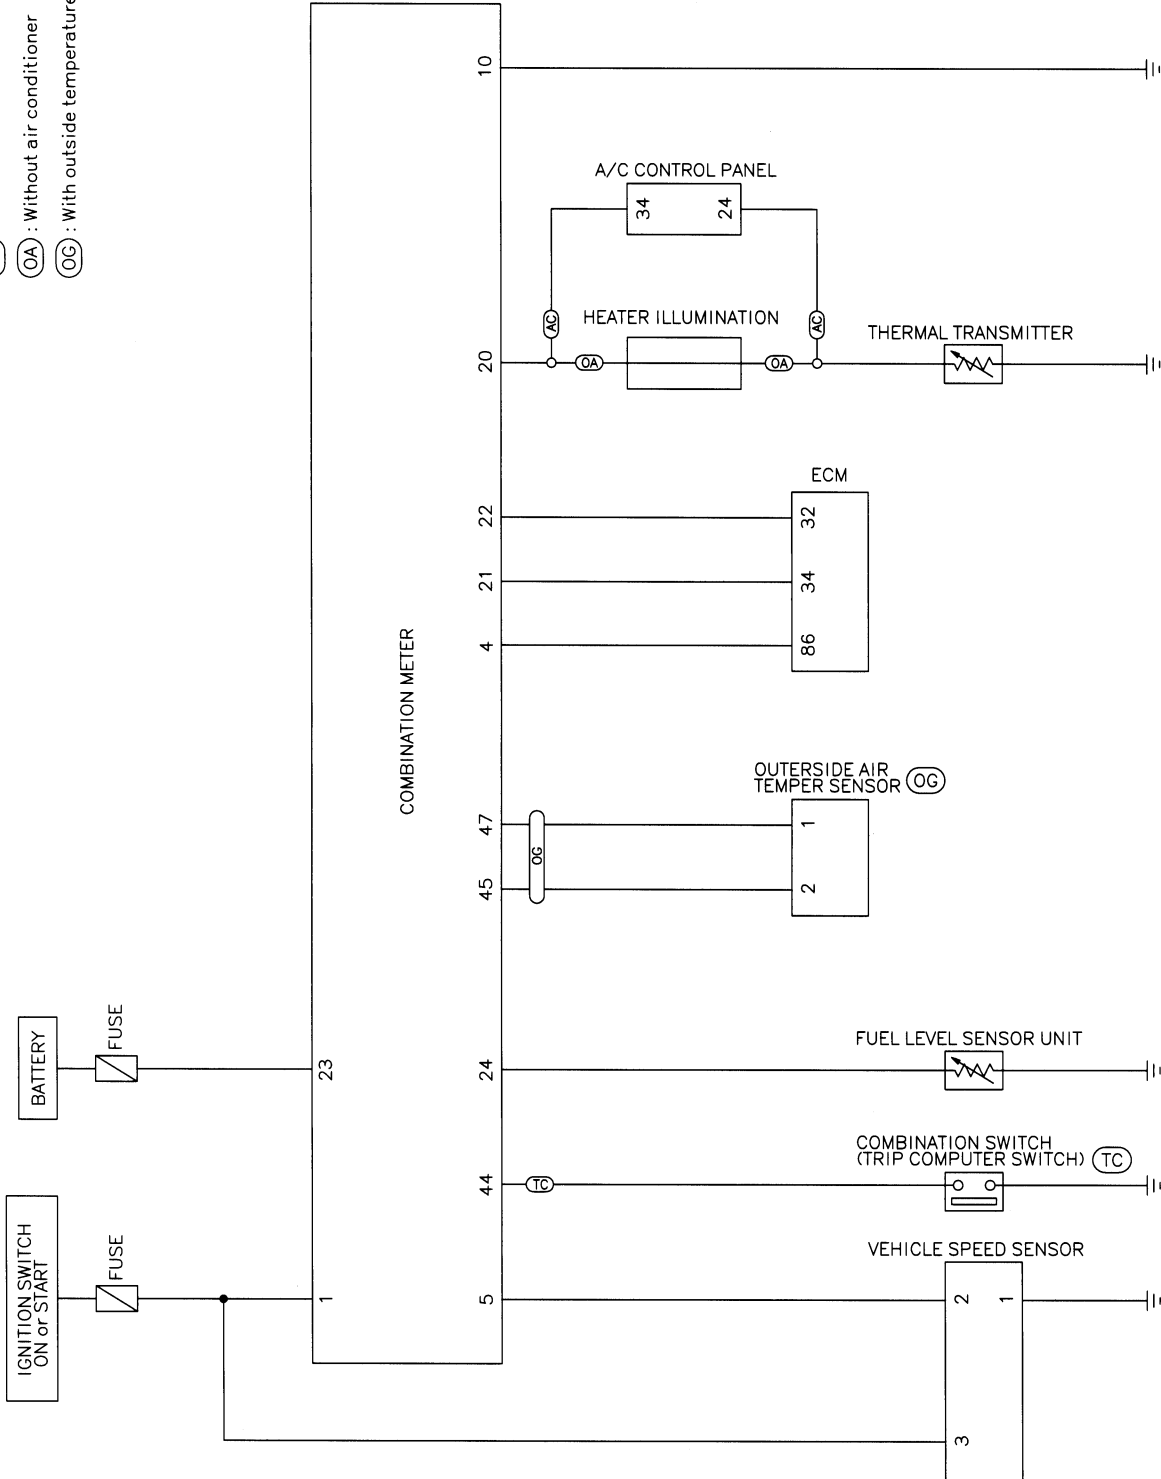 OA : Without air conditioner
OG : With outside temperature
10
A/C CONTROL PANEL
34
24
AC
AC
HEATER ILLUMINATION
THERMAL TRANSMITTER
20
OA
OA
ECM
22
32
21
34
4
86
COMBINATION METER
OUTERSIDE AIR
TEMPER SENSOR OG
47
1
OG
45
2
BATTERY
FUSE
23
24
FUEL LEVEL SENSOR UNIT
COMBINATION SWITCH
(TRIP COMPUTER SWITCH) TC
44
TC
IGNITION SWITCH
ON or START
FUSE
1
5
VEHICLE SPEED SENSOR
2
1
3